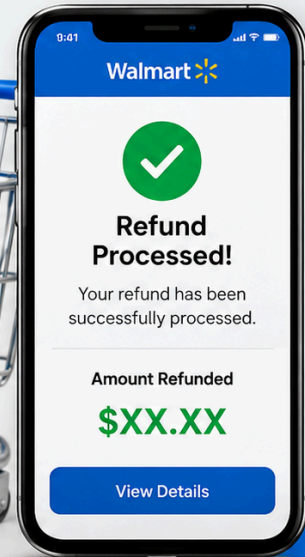 9:41
Walmart
Refund
Processed!
Your refund has been
successfully processed.
Amount Refunded
$XX.XX
View Details